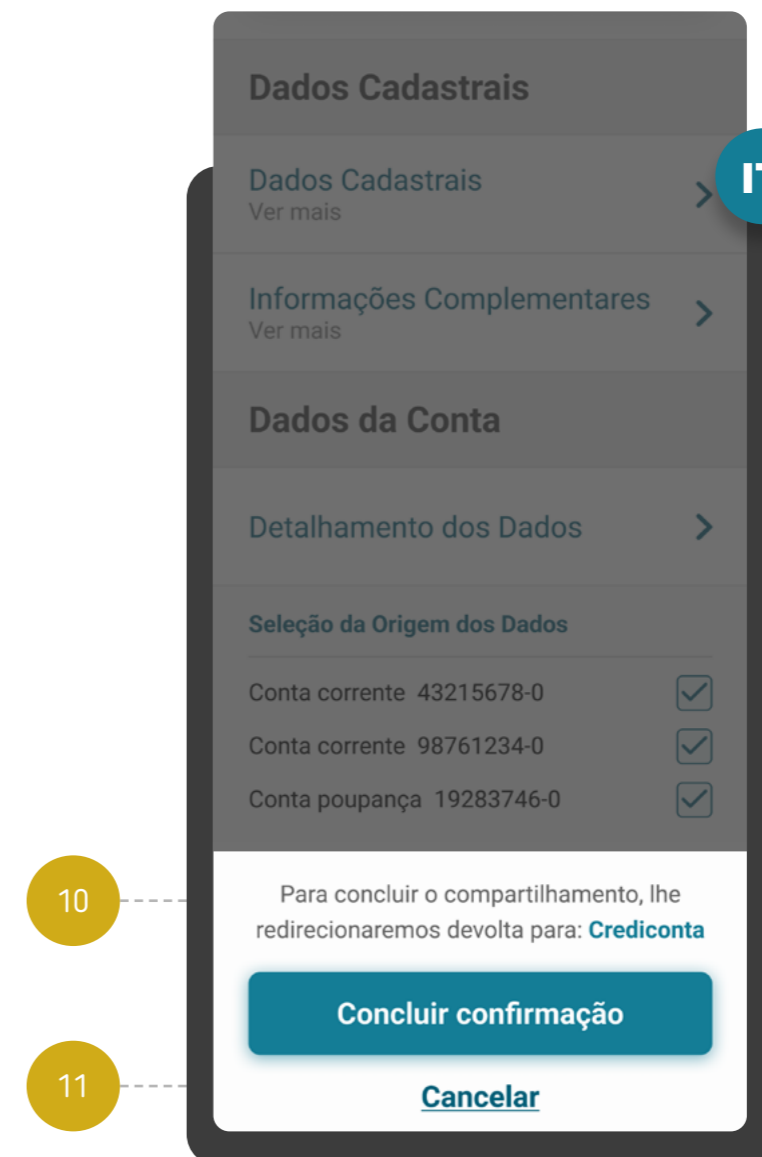 Dados Cadastrais
Dados Cadastrais
Ver mais
Informações Complementares
Ver mais
Dados da Conta
Detalhamento dos Dados
Seleção da Origem dos Dados
Conta corrente 43215678-0
Conta corrente 98761234-0
Conta poupança 19283746-0
10
Para concluir o compartilhamento, lhe
redirecionaremos devolta para: Crediconta
Concluir confirmação
11
Cancelar